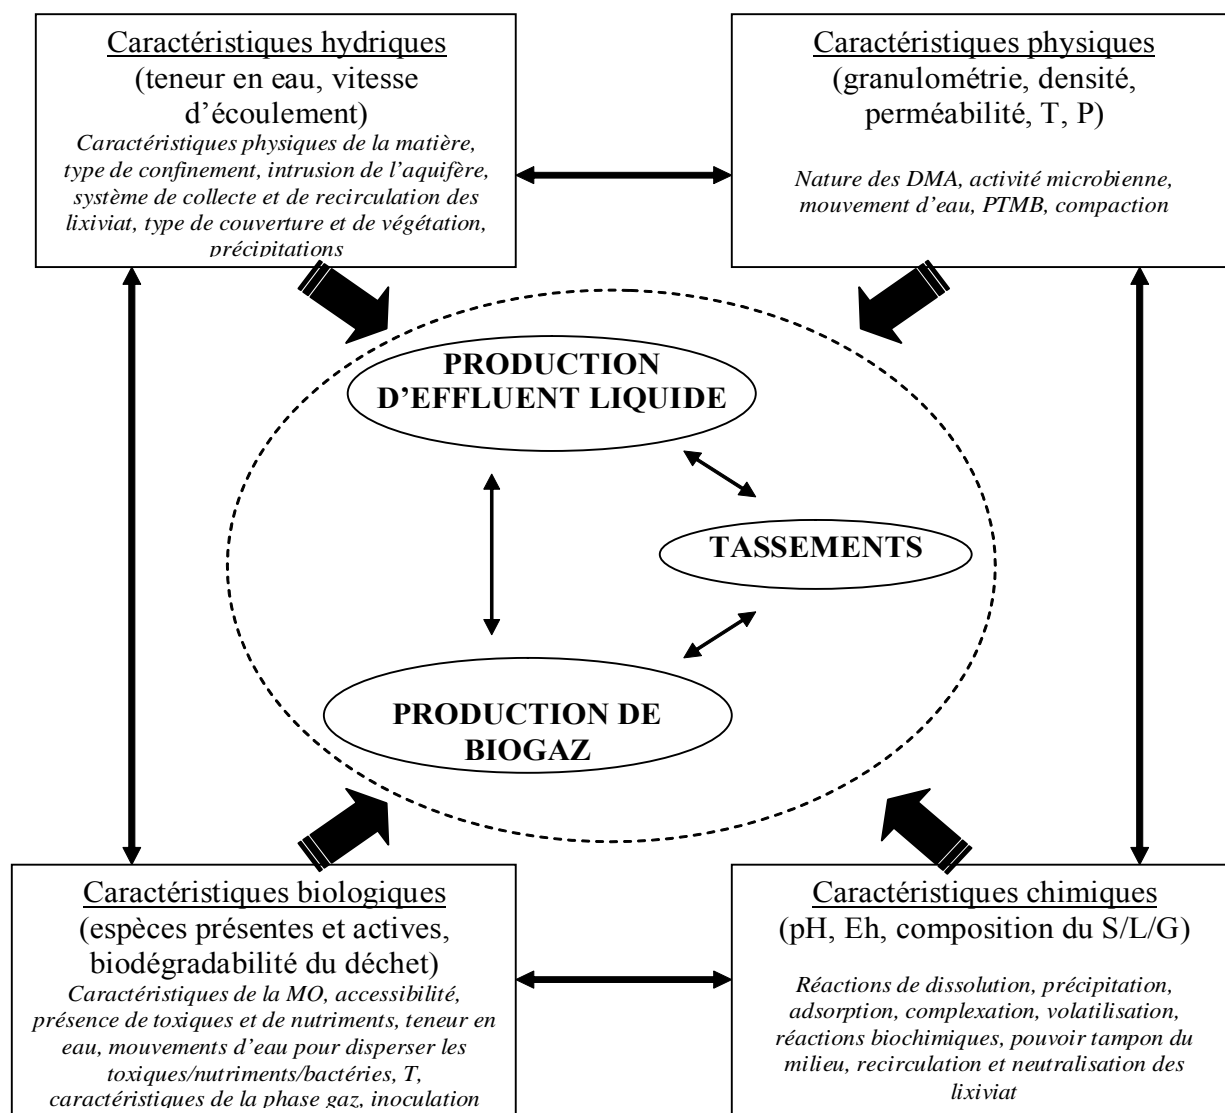 Caractéristiques hydriques
(teneur en eau, vitesse
d’écoulement)
Caractéristiques physiques de la matière,
type de confinement, intrusion de l’aquifère,
système de collecte et de recirculation des
lixiviat, type de couverture et de végétation,
précipitations
Caractéristiques physiques
(granulométrie, densité,
perméabilité, T, P)
Nature des DMA, activité microbienne,
mouvement d’eau, PTMB, compaction
PRODUCTION
D’EFFLUENT LIQUIDE
TASSEMENTS
PRODUCTION DE
BIOGAZ
Caractéristiques biologiques
(espèces présentes et actives,
biodégradabilité du déchet)
Caractéristiques de la MO, accessibilité,
présence de toxiques et de nutriments, teneur en
eau, mouvements d’eau pour disperser les
toxiques/nutriments/bactéries, T,
caractéristiques de la phase gaz, inoculation
Caractéristiques chimiques
(pH, Eh, composition du S/L/G)
Réactions de dissolution, précipitation,
adsorption, complexation, volatilisation,
réactions biochimiques, pouvoir tampon du
milieu, recirculation et neutralisation des
lixiviat